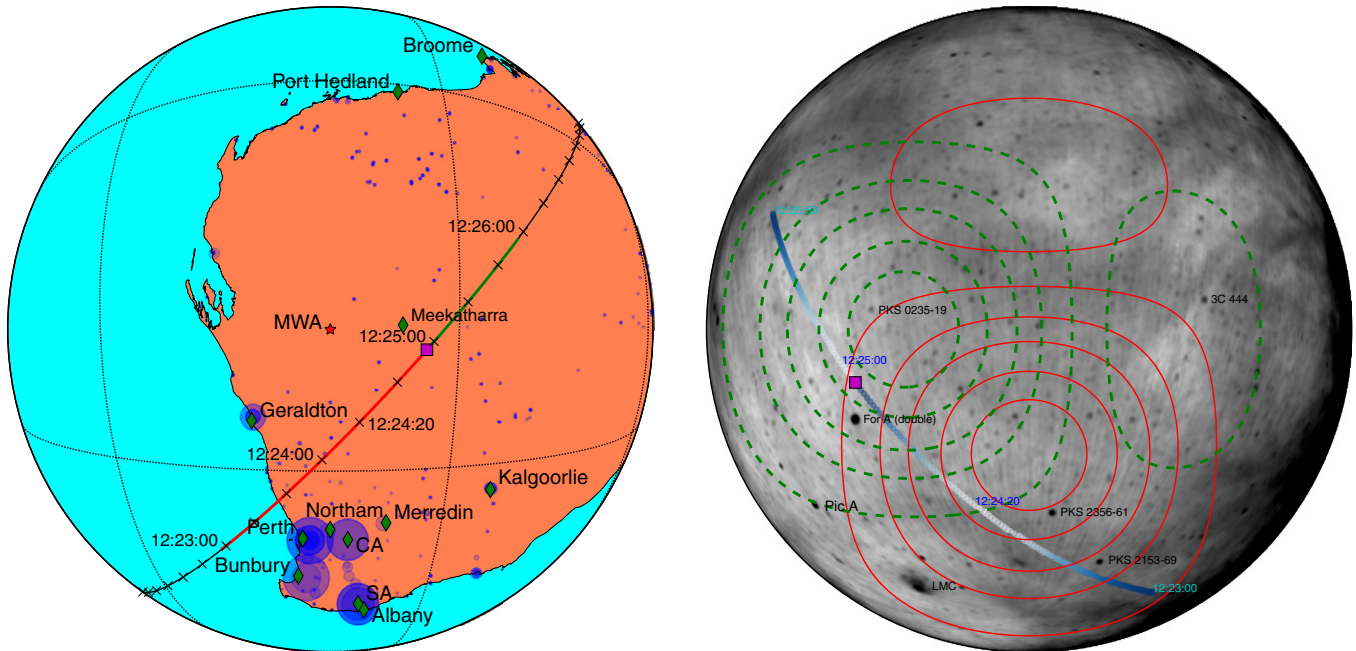 Broome
Port Hedland
12:26:00
MWA
Meekatharra
12:25:00
Geraldton
12:24:20
12:24:00
Kalgoorlie
Northam
Merredin
Perth
CA
12:23:00
Bunbury
SA
Albany
3C 444
PKS 0235-19
12:25:00
For A (double)
12:24:20
Pic A
PKS 2356-61
PKS 2153-69
LMC
12:23:00